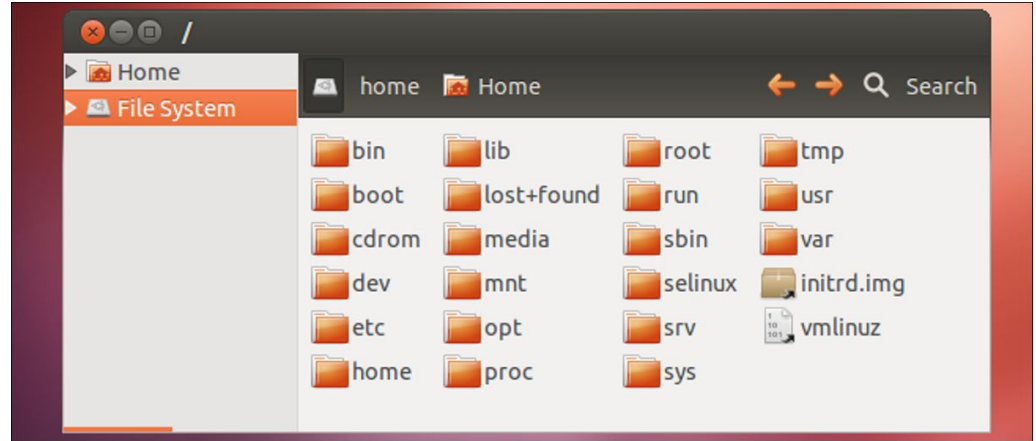 /
Home
File System
home Home Search
bin lib root tmp
boot lost+found run usr
cdrom media sbin var
dev mnt selinux initrd.img
etc opt srv vmlinuz
home proc sys